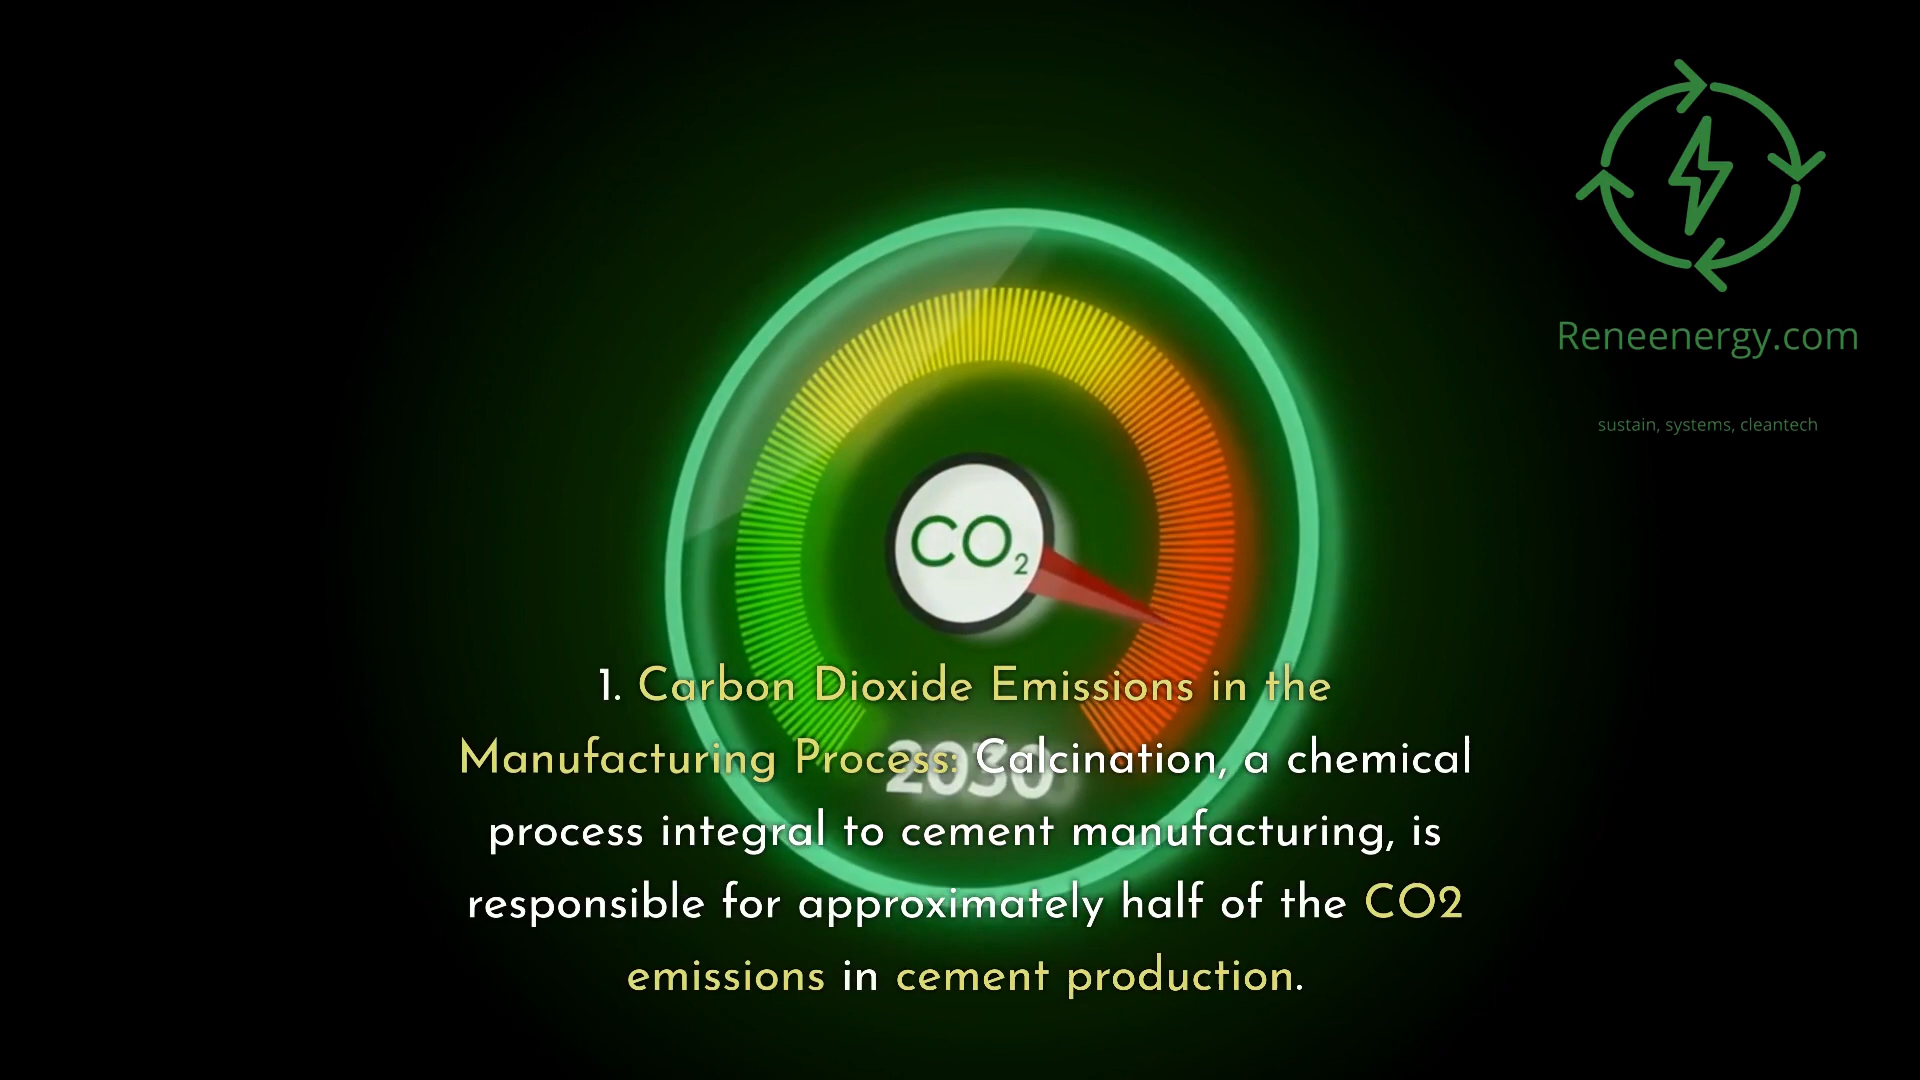 Reneenergy.com
sustain, systems, cleantech
CO₂
1. Carbon Dioxide Emissions in the
Manufacturing Process: Calcination, a chemical
2030
process integral to cement manufacturing, is
responsible for approximately half of the CO2
emissions in cement production.